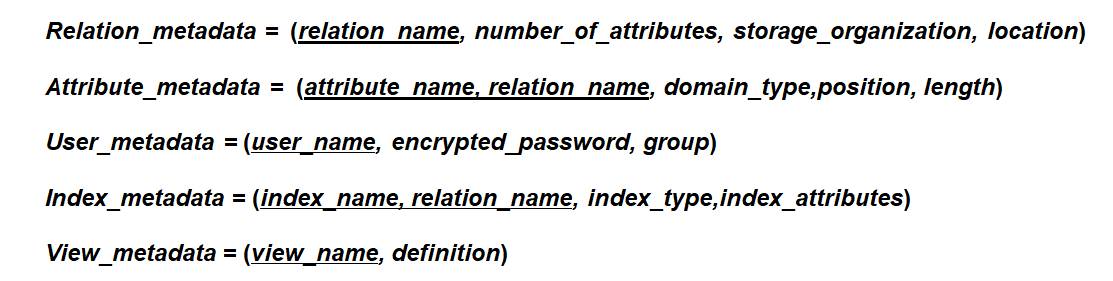 Relation_metadata = (relation_name, number_of_attributes, storage_organization, location)
Attribute_metadata = (attribute_name, relation_name, domain_type,position, length)
User_metadata = (user_name, encrypted_password, group)
Index_metadata = (index_name, relation_name, index_type,index_attributes)
View_metadata = (view_name, definition)